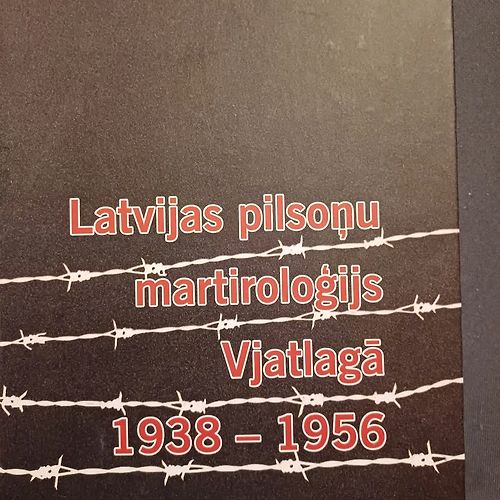 Latvijas pilsoņu
martiroloģijs
Vjatlagā
1938 – 1956